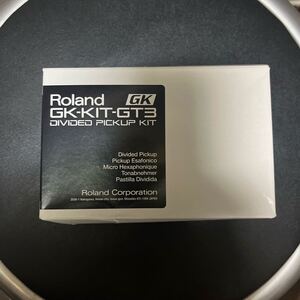 Roland GK
GK-KIT-GT3
DIVIDED PICKUP KIT
Divided Pickup
Pickup Esafonico
Micro Hexaphonique
Tonabnehmer
Pastilla Dividida
Roland Corporation